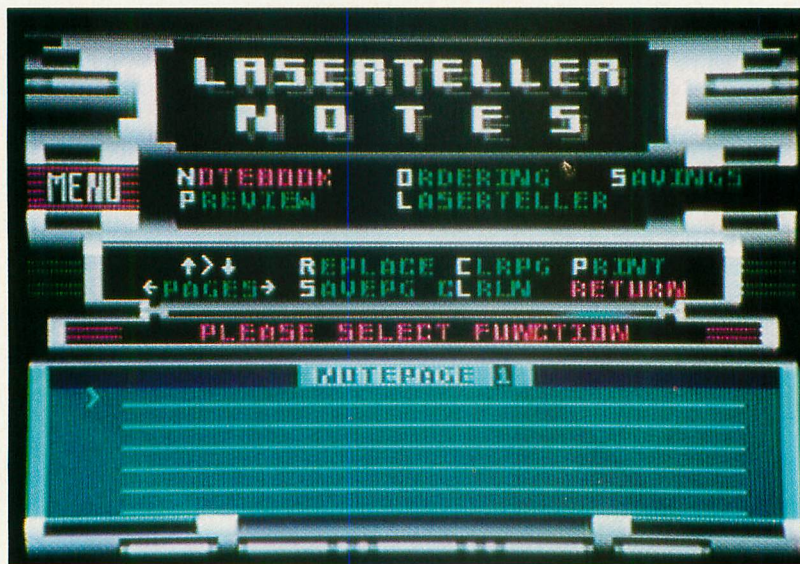 LASERTELLER
NOTES
MENU
NOTEBOOK ORDERING SAVINGS
PREVIEW LASERTELLER
↑>↓ REPLACE CLRPG PRINT
←PAGES→ SAVEPG CLRLN RETURN
PLEASE SELECT FUNCTION
NOTEPAGE 1
>